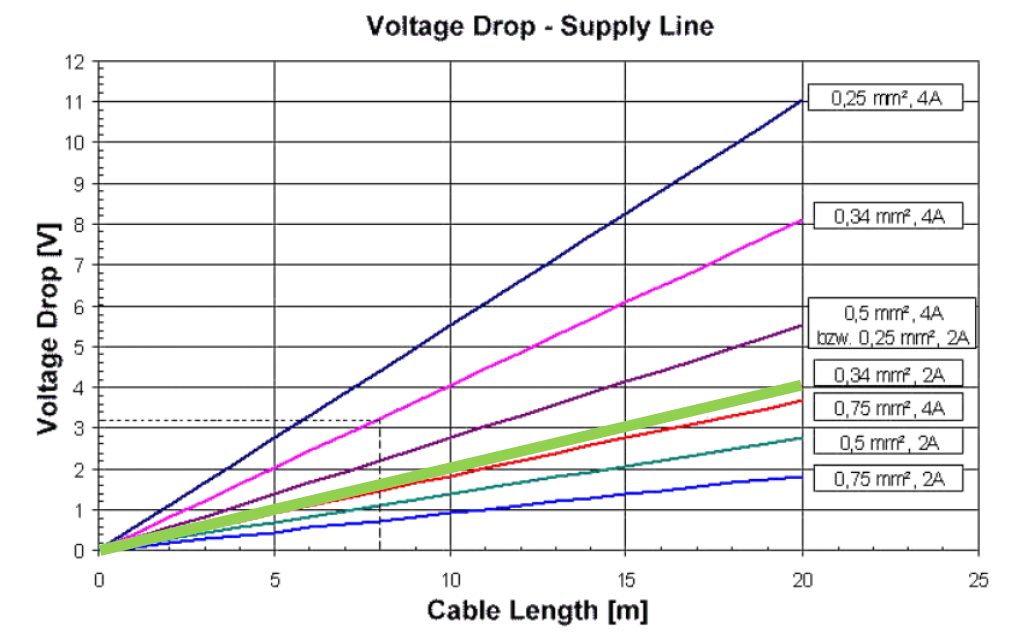 Voltage Drop - Supply Line
12
11
10
9
8
7
6
5
4
3
2
1
0
Voltage Drop [V]
0,25 mm², 4A
0,34 mm², 4A
0,5 mm², 4A
bzw. 0,25 mm², 2A
0,34 mm², 2A
0,75 mm², 4A
0,5 mm², 2A
0,75 mm², 2A
0 5 10 15 20 25
Cable Length [m]